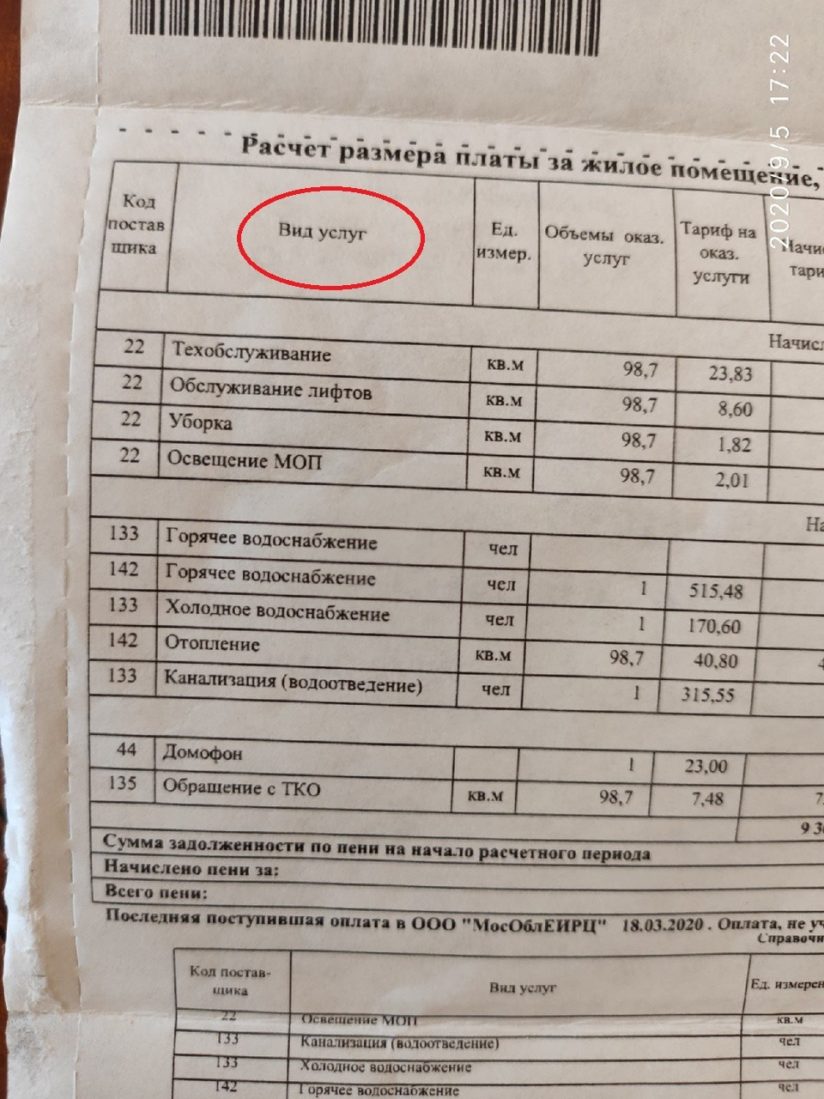 2020/9/5 17:22
Расчет размера платы за жилое помещение,
Код постав щика Вид услуг Ед. измер. Объемы оказ. услуг Тариф на оказ. услуги
22 Техобслуживание кв.м 98,7 23,83
22 Обслуживание лифтов кв.м 98,7 8,60
22 Уборка кв.м 98,7 1,82
22 Освещение МОП кв.м 98,7 2,01
133 Горячее водоснабжение чел
142 Горячее водоснабжение чел 1 515,48
133 Холодное водоснабжение чел 1 170,60
142 Отопление кв.м 98,7 40,80
133 Канализация (водоотведение) чел 1 315,55
44 Домофон 1 23,00
135 Обращение с ТКО кв.м 98,7 7,48
Сумма задолженности по пени на начало расчетного периода
Начислено пени за:
Всего пени:
Последняя поступившая оплата в ООО "МосОблЕИРЦ" 18.03.2020 . Оплата, не
Код постав- щика Вид услуг Ед.
22 Освещение МОП кв.м
133 Канализация (водоотведение) чел
133 Холодное водоснабжение чел
142 Горячее водоснабжение чел